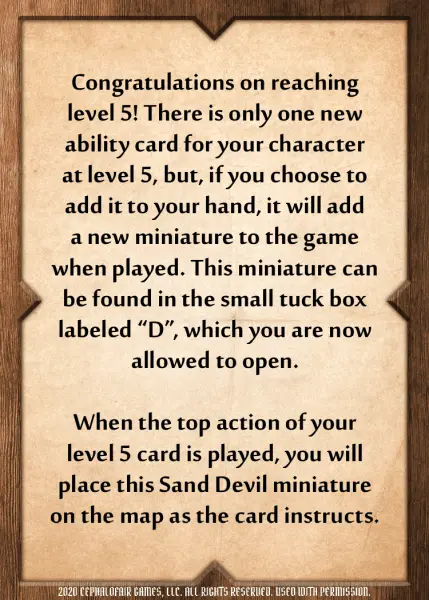 Congratulations on reaching
level 5! There is only one new
ability card for your character
at level 5, but, if you choose to
add it to your hand, it will add
a new miniature to the game
when played. This miniature can
be found in the small tuck box
labeled “D”, which you are now
allowed to open.
When the top action of your
level 5 card is played, you will
place this Sand Devil miniature
on the map as the card instructs.
2020 CEPHALOFAIR GAMES, LLC. ALL RIGHTS RESERVED. USED WITH PERMISSION.